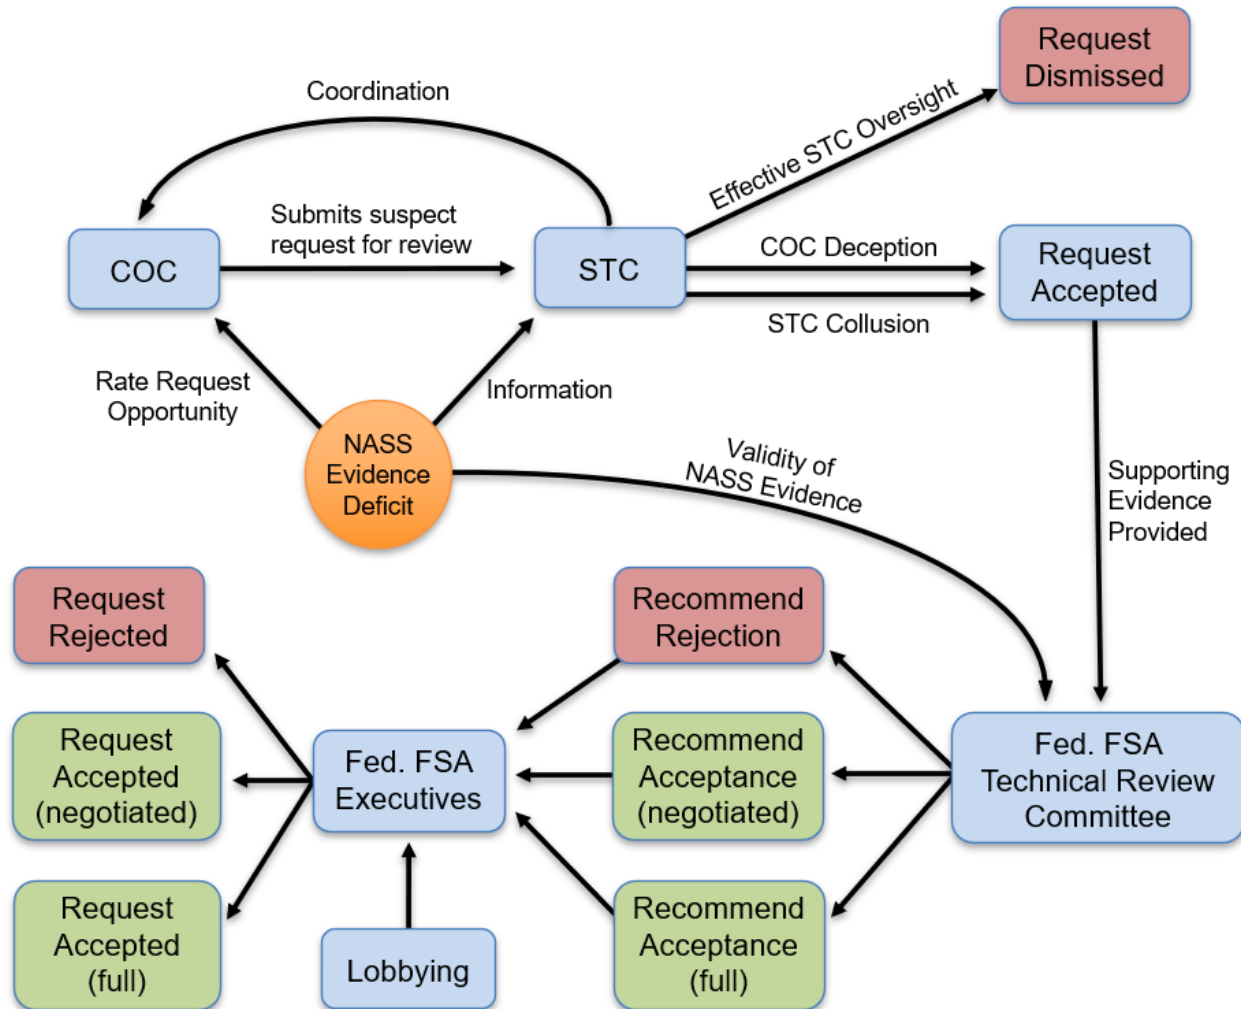 Request
Dismissed
Coordination
Effective STC Oversight
Submits suspect
request for review
COC
STC
COC Deception
STC Collusion
Request
Accepted
Rate Request
Opportunity
Information
NASS
Evidence
Deficit
Validity of
NASS Evidence
Supporting
Evidence
Provided
Request
Rejected
Recommend
Rejection
Request
Accepted
(negotiated)
Fed. FSA
Executives
Recommend
Acceptance
(negotiated)
Fed. FSA
Technical Review
Committee
Request
Accepted
(full)
Lobbying
Recommend
Acceptance
(full)